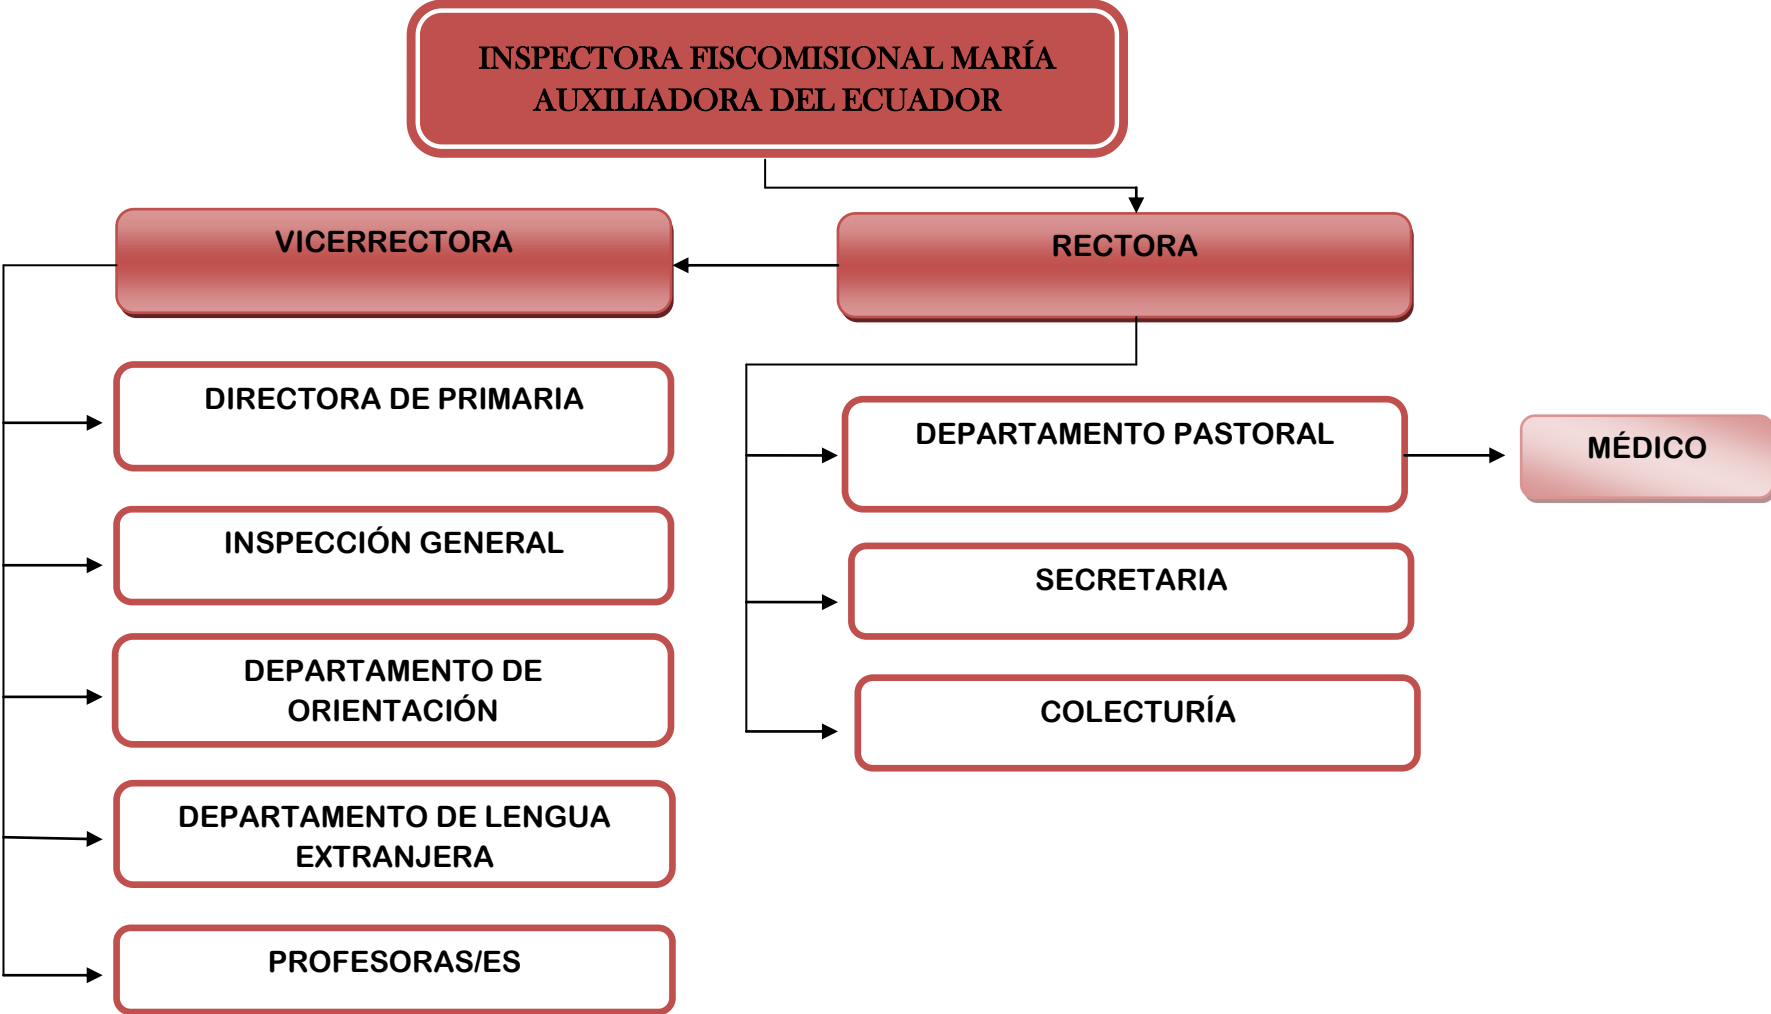 INSPECTORA FISCOMISIONAL MARÍA
AUXILIADORA DEL ECUADOR
VICERRECTORA
RECTORA
DIRECTORA DE PRIMARIA
DEPARTAMENTO PASTORAL
MÉDICO
INSPECCIÓN GENERAL
SECRETARIA
DEPARTAMENTO DE
ORIENTACIÓN
COLECTURÍA
DEPARTAMENTO DE LENGUA
EXTRANJERA
PROFESORAS/ES